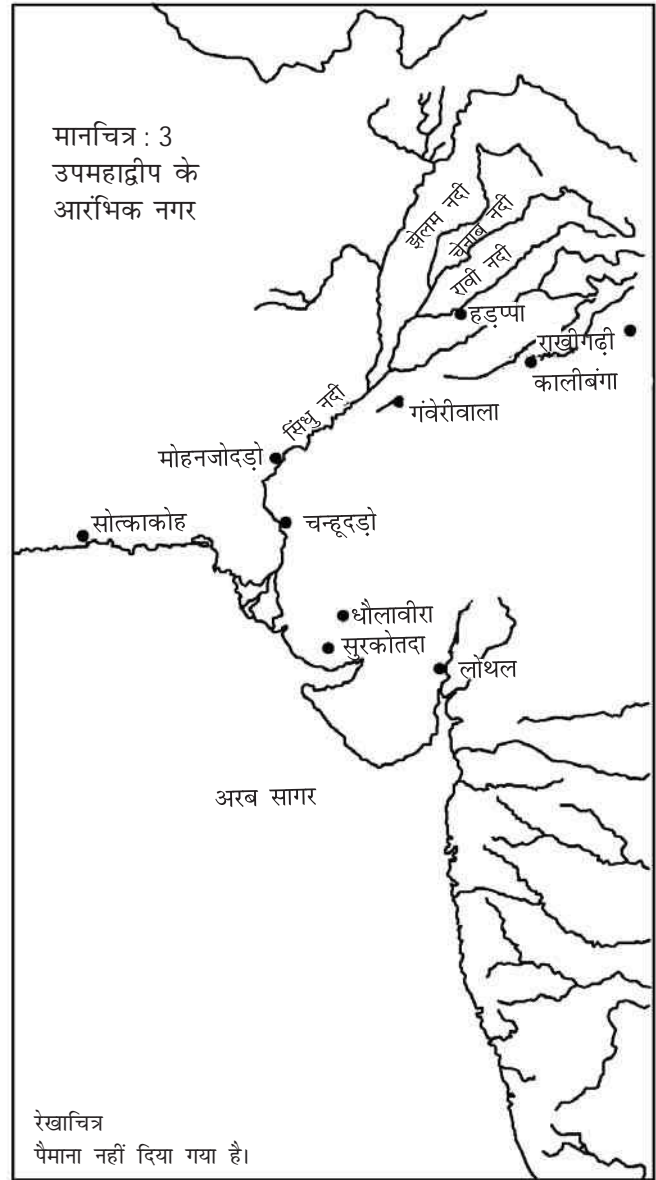 मानचित्र : 3
उपमहाद्वीप के
आरंभिक नगर
झेलम नदी
चेनाब नदी
रावी नदी
हड़प्पा
राखीगढ़ी
कालीबंगा
गंवेरीवाला
सिंधु नदी
मोहनजोदड़ो
सोत्काकोह
चन्हूदड़ो
धौलावीरा
सुरकोतदा
लोथल
अरब सागर
रेखाचित्र
पैमाना नहीं दिया गया है।